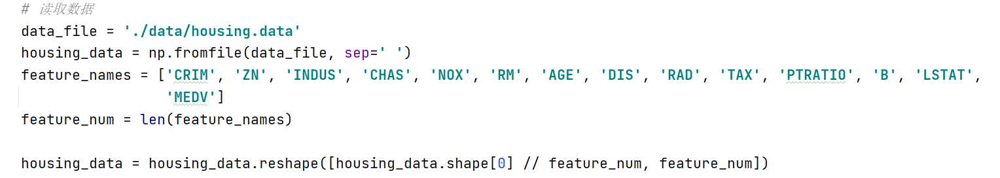 # 读取数据
data_file = './data/housing.data'
housing_data = np.fromfile(data_file, sep=' ')
feature_names = ['CRIM', 'ZN', 'INDUS', 'CHAS', 'NOX', 'RM', 'AGE', 'DIS', 'RAD', 'TAX', 'PTRATIO', 'B', 'LSTAT',
'MEDV']
feature_num = len(feature_names)
housing_data = housing_data.reshape([housing_data.shape[0] // feature_num, feature_num])